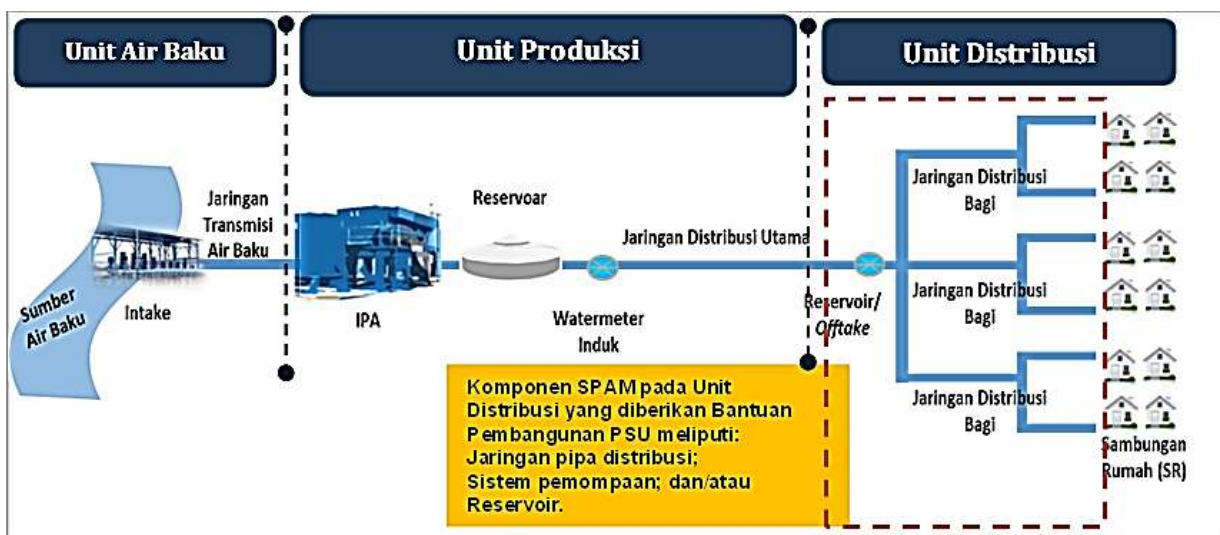 Unit Air Baku
Unit Produksi
Unit Distribusi
Sumber
Air Baku
Intake
Jaringan
Transmisi
Air Baku
IPA
Reservoar
Watermeter
Induk
Jaringan Distribusi Utama
Reservoir/
Offtake
Jaringan Distribusi
Bagi
Jaringan Distribusi
Bagi
Jaringan Distribusi
Bagi
Sambungan
Rumah (SR)
Komponen SPAM pada Unit
Distribusi yang diberikan Bantuan
Pembangunan PSU meliputi:
Jaringan pipa distribusi;
Sistem pemompaan; dan/atau
Reservoir.